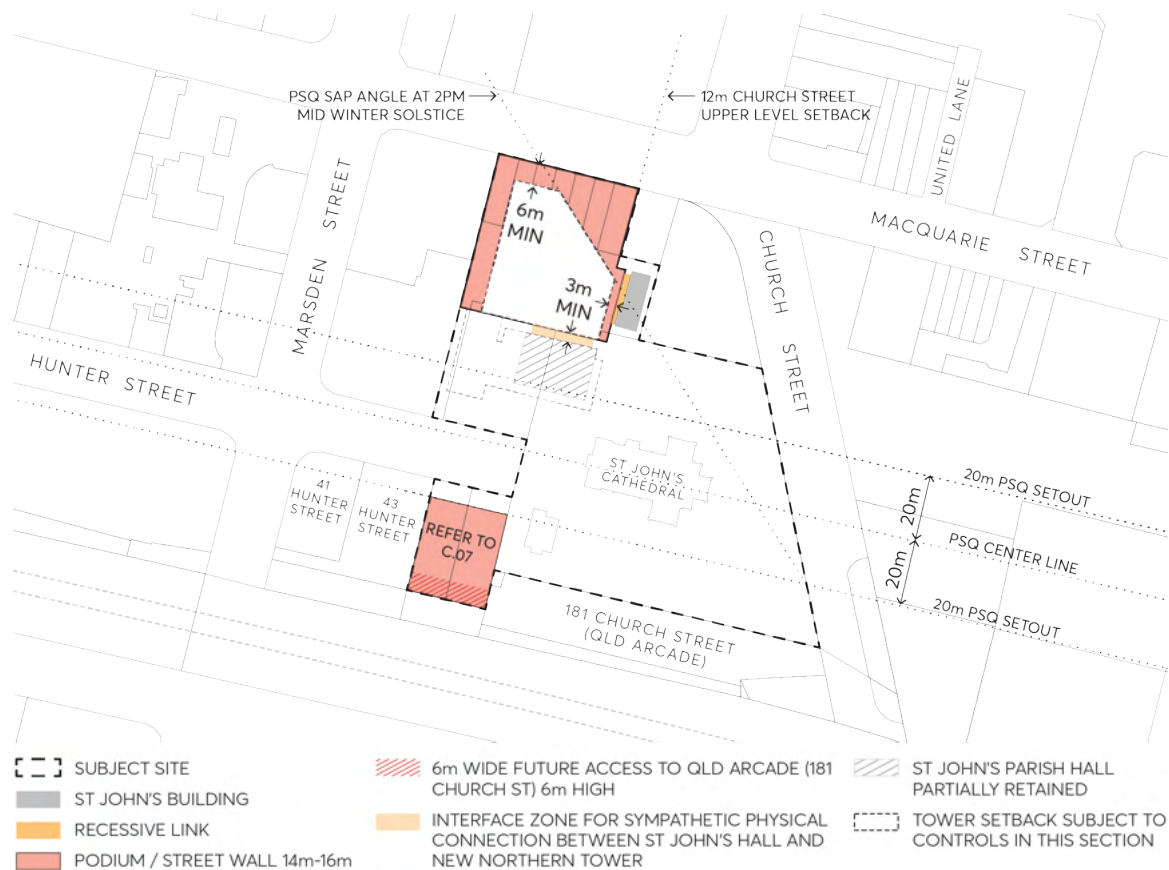 PSQ SAP ANGLE AT 2PM
MID WINTER SOLSTICE
12m CHURCH STREET
UPPER LEVEL SETBACK
UNITED LANE
MARSDEN STREET
6m
MIN
MACQUARIE STREET
CHURCH STREET
3m
MIN
HUNTER STREET
ST JOHN'S
CATHEDRAL
41
HUNTER
STREET
43
HUNTER
STREET
REFER TO
C.07
20m PSQ SETOUT
20m
PSQ CENTER LINE
20m
20m PSQ SETOUT
181 CHURCH STREET
(QLD ARCADE)
SUBJECT SITE
ST JOHN'S BUILDING
RECESSIVE LINK
PODIUM / STREET WALL 14m-16m
6m WIDE FUTURE ACCESS TO QLD ARCADE (181
CHURCH ST) 6m HIGH
INTERFACE ZONE FOR SYMPATHETIC PHYSICAL
CONNECTION BETWEEN ST JOHN'S HALL AND
NEW NORTHERN TOWER
ST JOHN'S PARISH HALL
PARTIALLY RETAINED
TOWER SETBACK SUBJECT TO
CONTROLS IN THIS SECTION